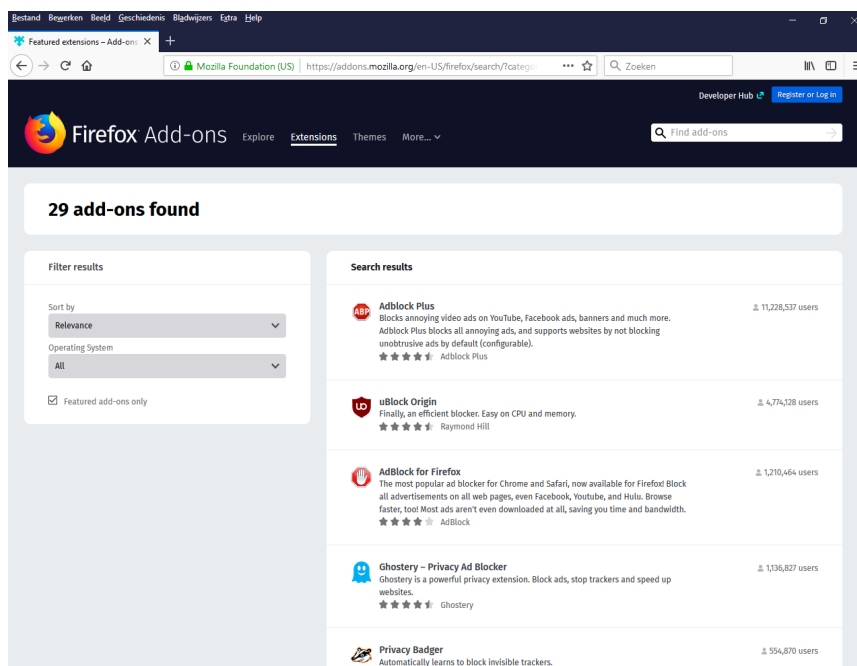 Bestand Bewerken Beeld Geschiedenis Bladwijzers Extra Help
Featured extensions – Add-ons
Mozilla Foundation (US) https://addons.mozilla.org/en-US/firefox/search/?catego
Zoeken
Developer Hub Register or Log in
Firefox Add-ons Explore Extensions Themes More...
Find add-ons
29 add-ons found
Filter results
Sort by
Relevance
Operating System
All
Featured add-ons only
Search results
ABP
Adblock Plus
11,228,537 users
Blocks annoying video ads on YouTube, Facebook ads, banners and much more.
Adblock Plus blocks all annoying ads, and supports websites by not blocking
unobtrusive ads by default (configurable).
Adblock Plus
uBlock Origin
4,774,128 users
Finally, an efficient blocker. Easy on CPU and memory.
Raymond Hill
AdBlock for Firefox
1,210,464 users
The most popular ad blocker for Chrome and Safari, now available for Firefox! Block
all advertisements on all web pages, even Facebook, Youtube, and Hulu. Browse
faster, too! Most ads aren't even downloaded at all, saving you time and bandwidth.
AdBlock
Ghostery – Privacy Ad Blocker
1,136,827 users
Ghostery is a powerful privacy extension. Block ads, stop trackers and speed up
websites.
Ghostery
Privacy Badger
554,870 users
Automatically learns to block invisible trackers.